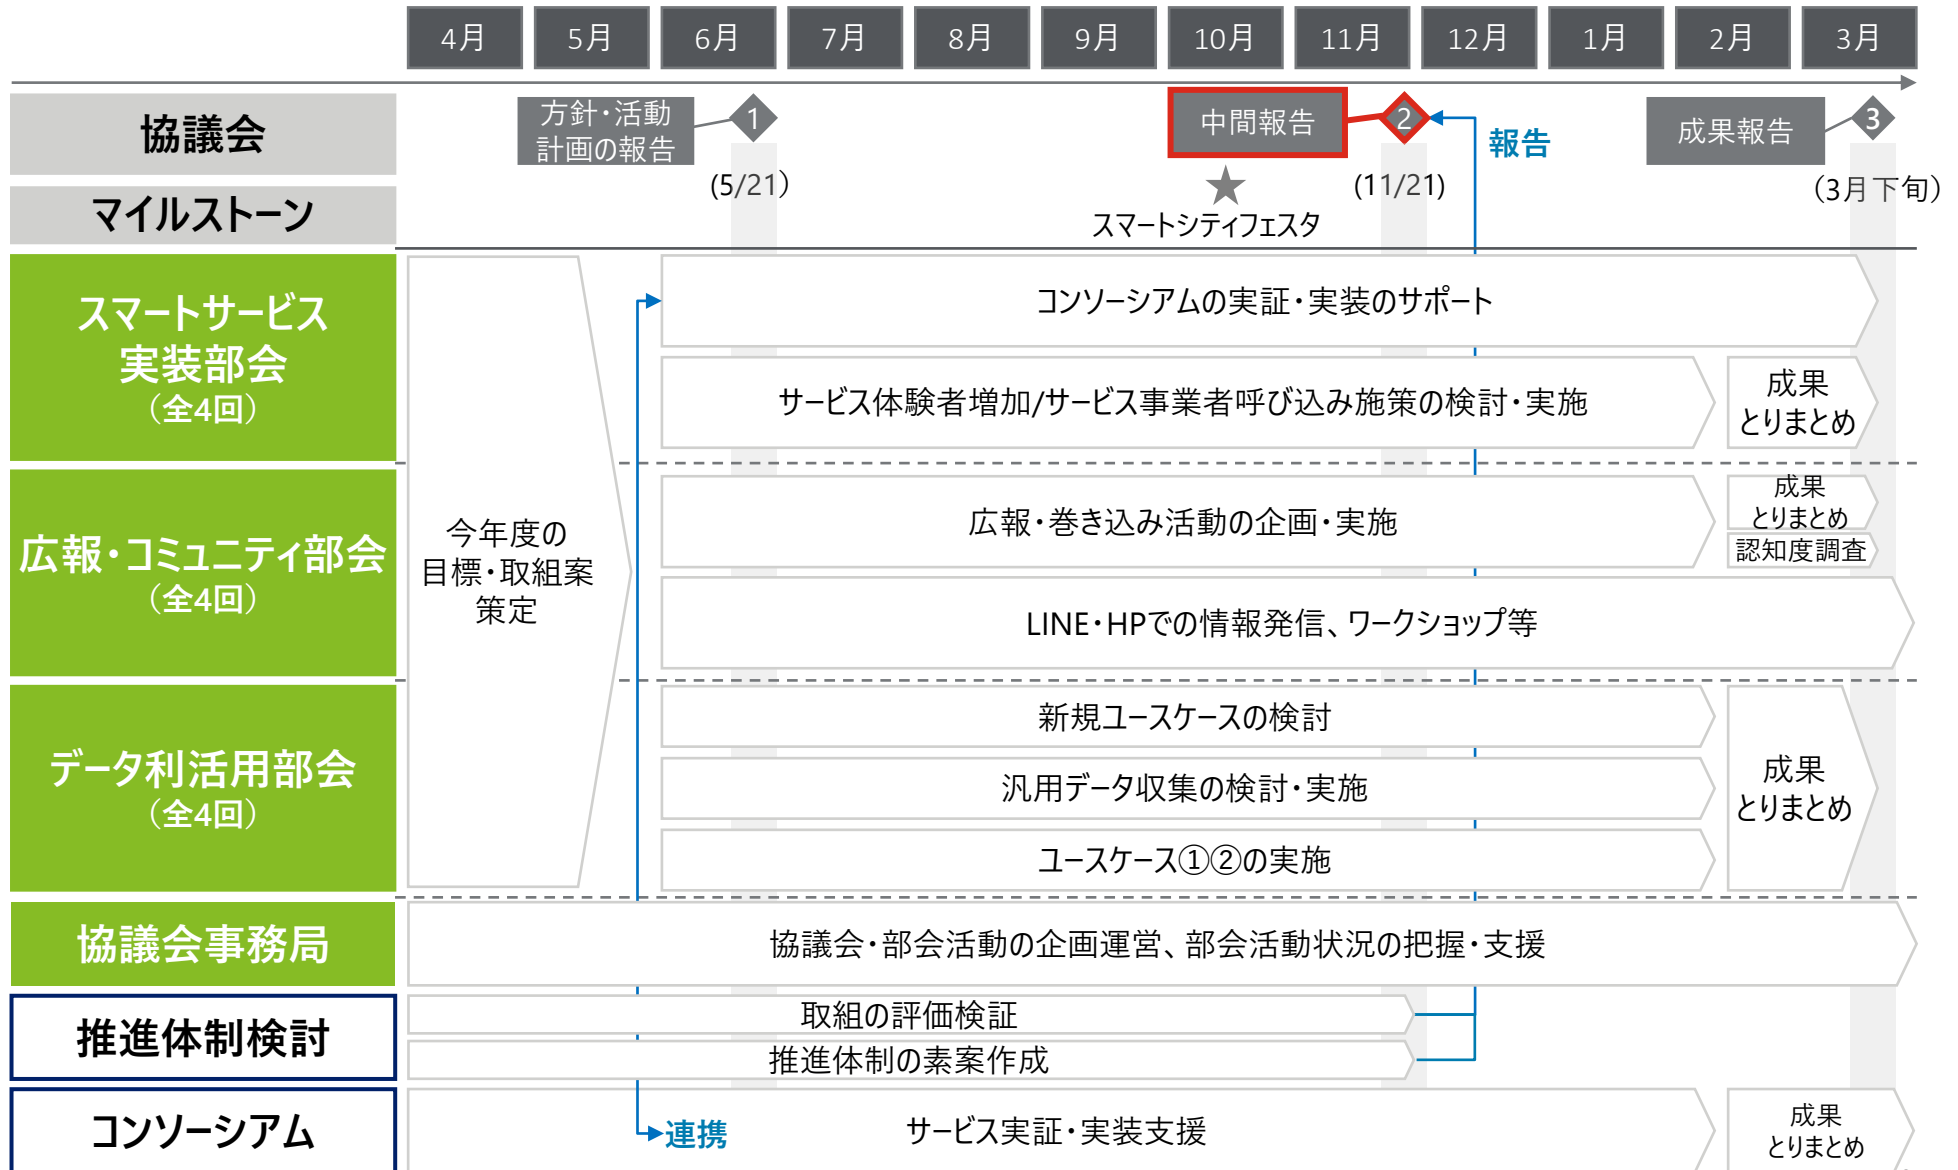 4月
5月
6月
7月
8月
9月
10月
11月
12月
1月
2月
3月
協議会
方針・活動
計画の報告
1
(5/21)
中間報告
2
(11/21)
報告
成果報告
3
(3月下旬)
マイルストーン
★
スマートシティフェスタ
スマートサービス
実装部会
(全4回)
コンソーシアムの実証・実装のサポート
サービス体験者増加/サービス事業者呼び込み施策の検討・実施
成果
とりまとめ
今年度の
目標・取組案
策定
広報・コミュニティ部会
(全4回)
広報・巻き込み活動の企画・実施
成果
とりまとめ
認知度調査
LINE・HPでの情報発信、ワークショップ等
データ利活用部会
(全4回)
新規ユースケースの検討
汎用データ収集の検討・実施
ユースケース①②の実施
成果
とりまとめ
協議会事務局
協議会・部会活動の企画運営、部会活動状況の把握・支援
推進体制検討
取組の評価検証
推進体制の素案作成
コンソーシアム
連携
サービス実証・実装支援
成果
とりまとめ